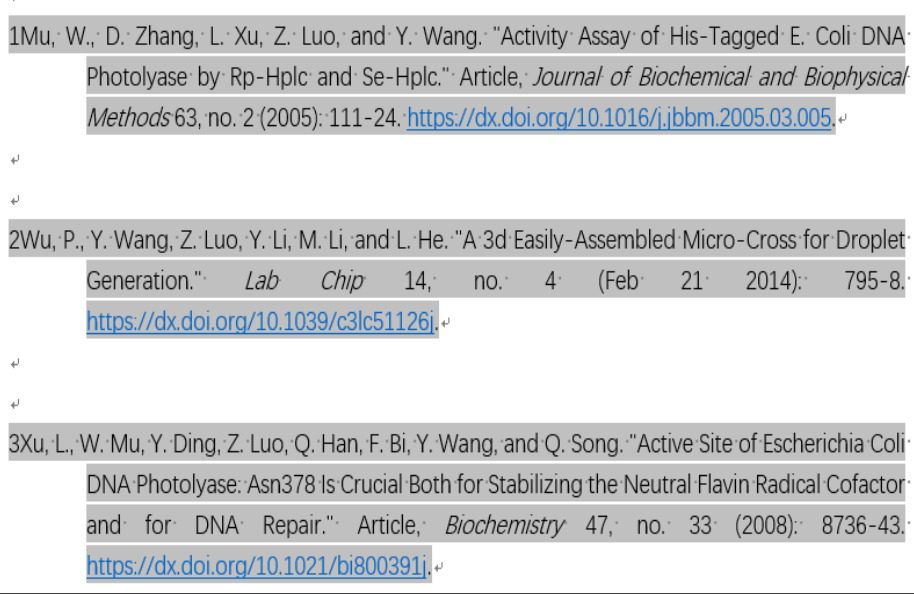 1Mu, W., D. Zhang, L. Xu, Z. Luo, and Y. Wang. "Activity Assay of His-Tagged E. Coli DNA
Photolyase by Rp-Hplc and Se-Hplc." Article, Journal of Biochemical and Biophysical
Methods 63, no. 2 (2005): 111-24. https://dx.doi.org/10.1016/j.jbbm.2005.03.005.
2Wu, P., Y. Wang, Z. Luo, Y. Li, M. Li, and L. He. "A 3d Easily-Assembled Micro-Cross for Droplet
Generation." Lab Chip 14, no. 4 (Feb 21 2014): 795-8.
https://dx.doi.org/10.1039/c3lc51126j.
3Xu, L., W. Mu, Y. Ding, Z. Luo, Q. Han, F. Bi, Y. Wang, and Q. Song. "Active Site of Escherichia Coli
DNA Photolyase: Asn378 Is Crucial Both for Stabilizing the Neutral Flavin Radical Cofactor
and for DNA Repair." Article, Biochemistry 47, no. 33 (2008): 8736-43.
https://dx.doi.org/10.1021/bi800391j.